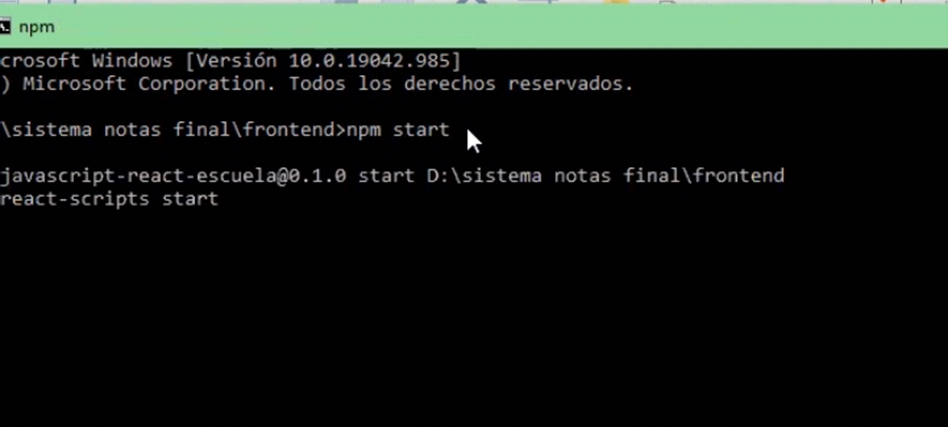 npm
crosoft Windows [Versión 10.0.19042.985]
) Microsoft Corporation. Todos los derechos reservados.
\sistema notas final\frontend>npm start
javascript-react-escuela@0.1.0 start D:\sistema notas final\frontend
react-scripts start